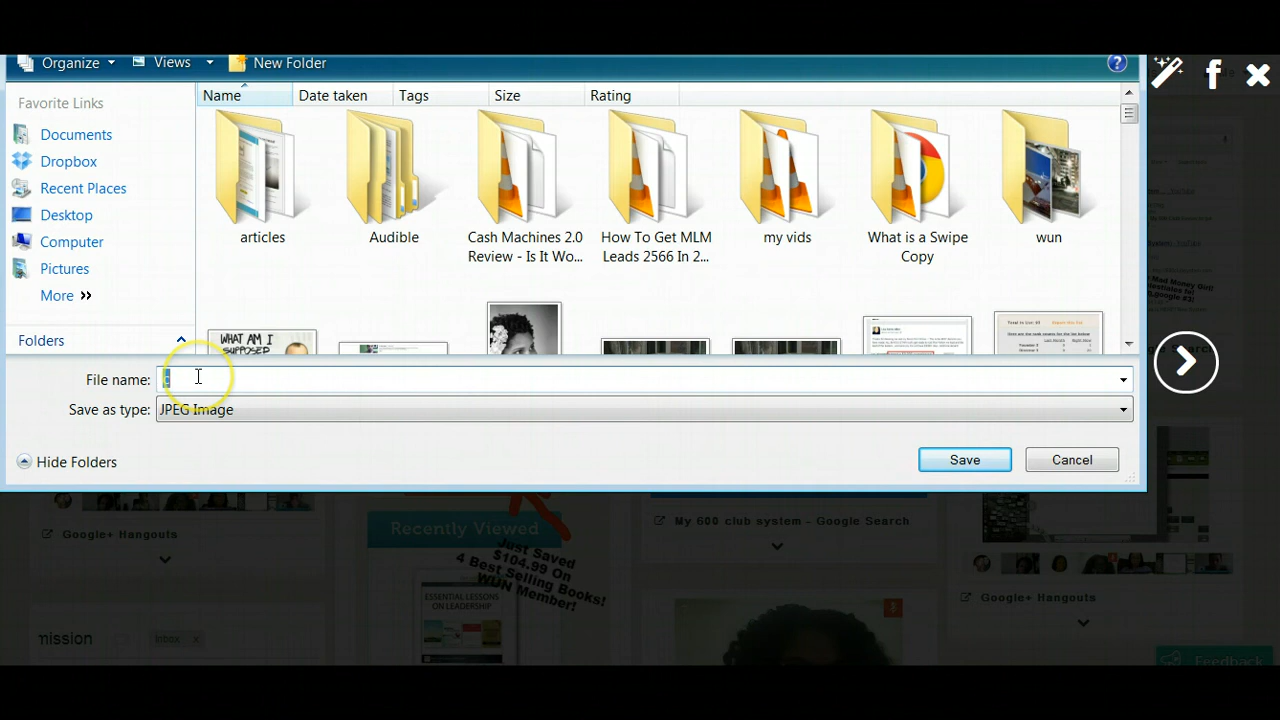 Organize Views New Folder
Favorite Links
Name Date taken Tags Size Rating
Documents
Dropbox
Recent Places
Desktop
Computer
Pictures
More
Folders
articles
Audible
Cash Machines 2.0
Review - Is It Wo...
How To Get MLM
Leads 2566 In 2...
my vids
What is a Swipe
Copy
wun
WHAT AM I
SUPPOSED
File name:
Save as type: JPEG Image
Hide Folders
Save Cancel
Google+ Hangouts
Recently Viewed
Just Saved
$104.99 On
4 Best Selling Books!
WUN Member!
ESSENTIAL LESSONS
ON LEADERSHIP
My 600 club system - Google Search
Google+ Hangouts
mission Inbox x
Feedback